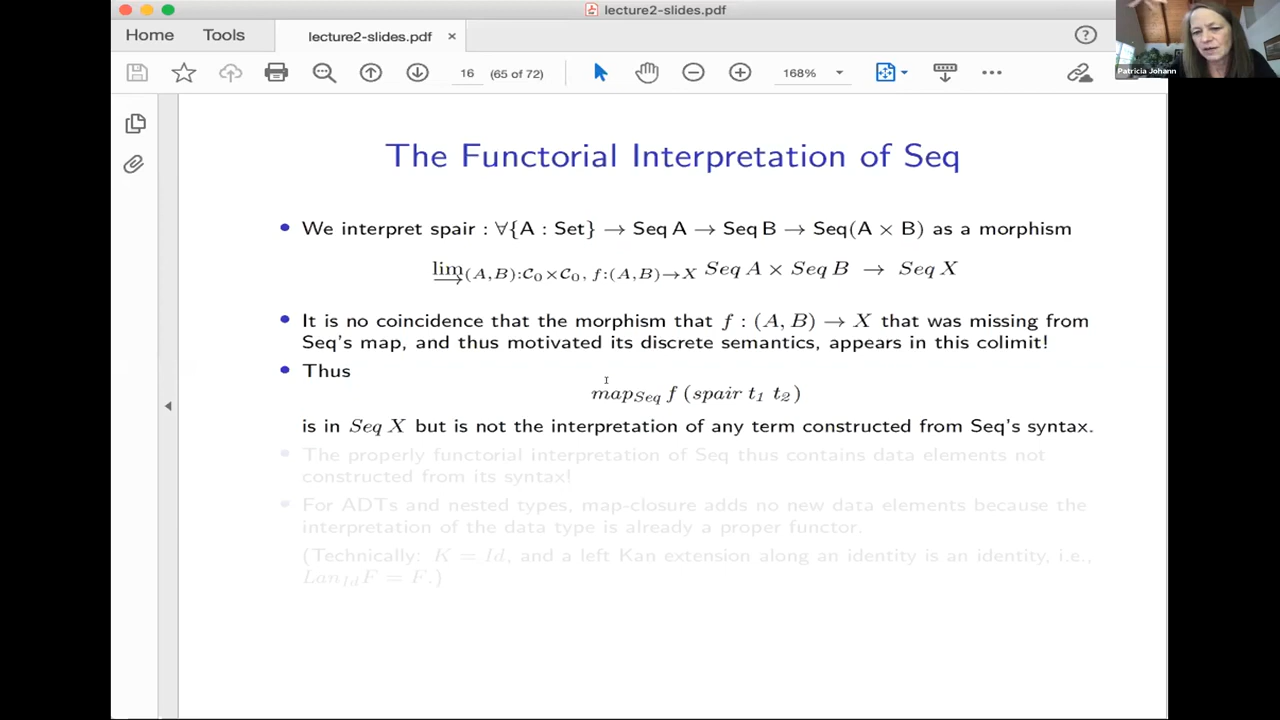 lecture2-slides.pdf
Home Tools lecture2-slides.pdf ×
16 (65 of 72) 168%
Patricia Johann
The Functorial Interpretation of Seq
• We interpret spair : ∀{A : Set} → Seq A → Seq B → Seq(A × B) as a morphism
lim→(A,B):C₀×C₀, f:(A,B)→X Seq A × Seq B → Seq X
• It is no coincidence that the morphism that f : (A, B) → X that was missing from
Seq's map, and thus motivated its discrete semantics, appears in this colimit!
• Thus
map_Seq f (spair t₁ t₂)
is in Seq X but is not the interpretation of any term constructed from Seq's syntax.
• The properly functorial interpretation of Seq thus contains data elements not
constructed from its syntax!
• For ADTs and nested types, map-closure adds no new data elements because the
interpretation of the data type is already a proper functor.
(Technically: K = Id, and a left Kan extension along an identity is an identity, i.e.,
Lan_Id F = F.)